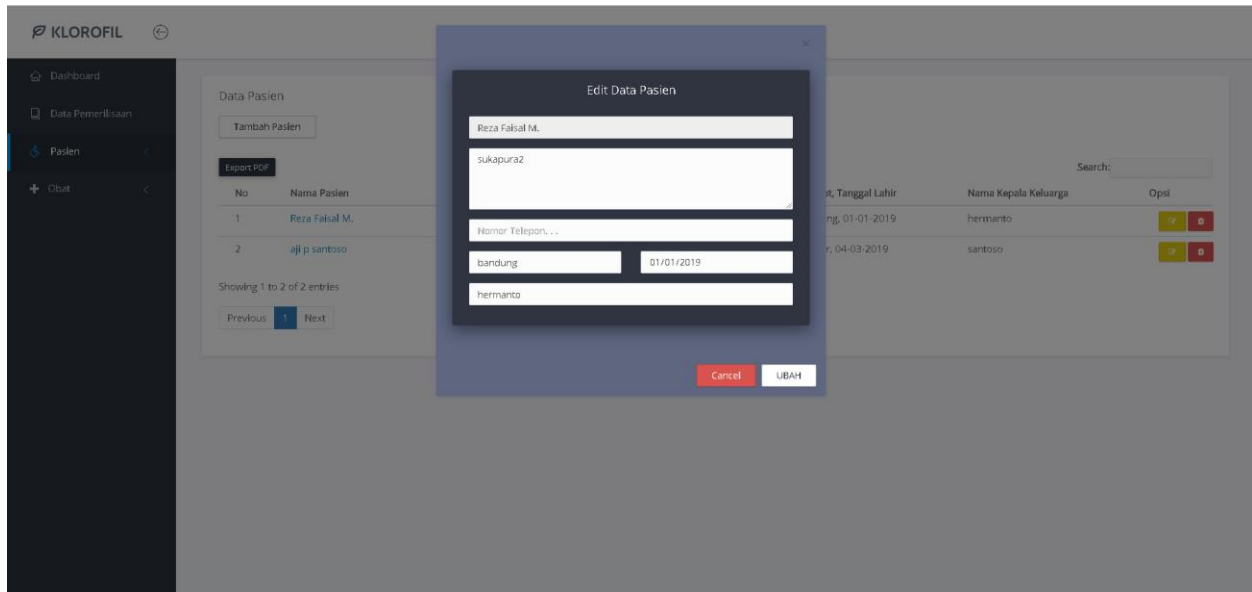 KLOROFIL
Dashboard
Data Pemeriksaan
Pasien
Obat
Data Pasien
Tambah Pasien
Export PDF
Search:
No Nama Pasien t, Tanggal Lahir Nama Kepala Keluarga Opsi
1 Reza Faisal M. ng, 01-01-2019 hermanto
2 aji p santoso r, 04-03-2019 santoso
Showing 1 to 2 of 2 entries
Previous 1 Next
×
Edit Data Pasien
Reza Faisal M.
sukapura2
Nomor Telepon. . .
bandung 01/01/2019
hermanto
Cancel UBAH